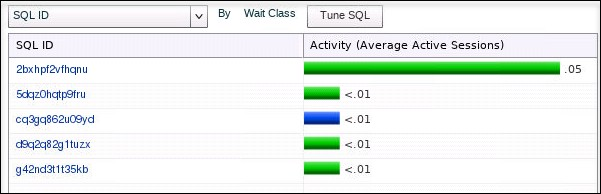 SQL ID By Wait Class Tune SQL
SQL ID Activity (Average Active Sessions)
2bxhpf2vfhqnu .05
5dqz0hqtp9fru <.01
cq3gq862u09yd <.01
d9q2q82g1tuzx <.01
g42nd3t1t35kb <.01